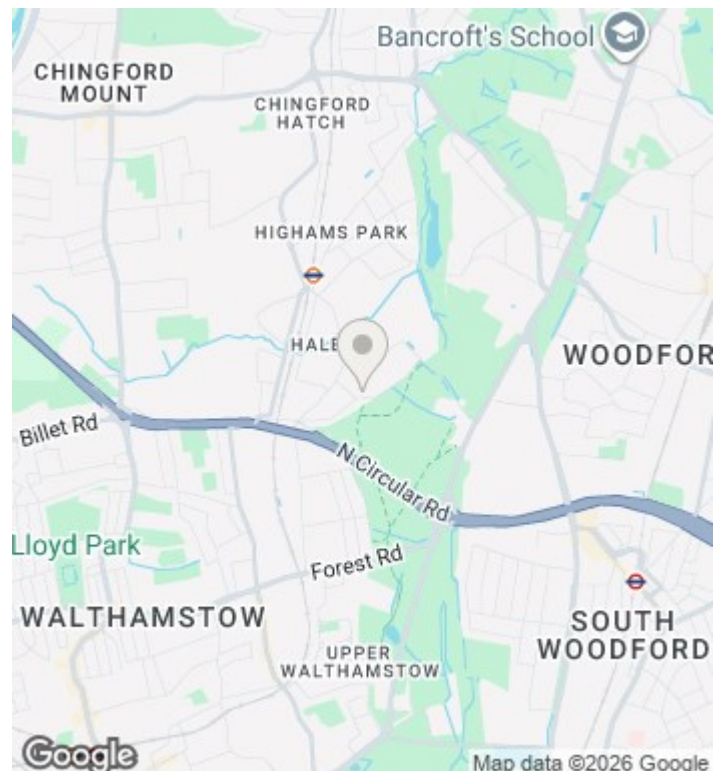 Bancroft's School
CHINGFORD
MOUNT
CHINGFORD
HATCH
HIGHAMS PARK
HALE
WOODFOR
Billet Rd
N Circular Rd
Lloyd Park
Forest Rd
WALTHAMSTOW
SOUTH
WOODFORD
UPPER
WALTHAMSTOW
Google
Map data ©2026 Google